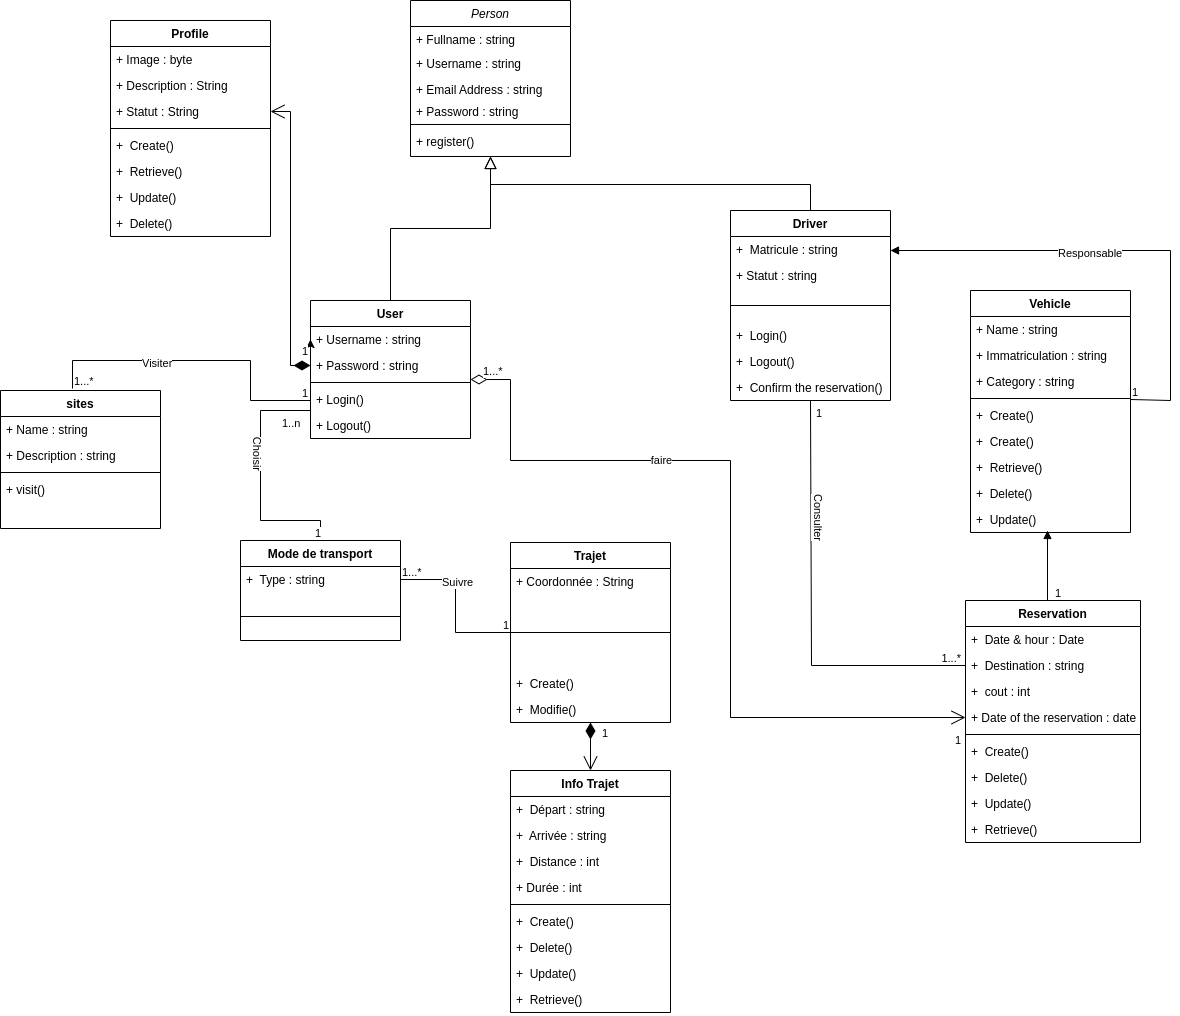 Person
+ Fullname : string
+ Username : string
+ Email Address : string
+ Password : string
+ register()
Profile
+ Image : byte
+ Description : String
+ Statut : String
+ Create()
+ Retrieve()
+ Update()
+ Delete()
Driver
+ Matricule : string
+ Statut : string
+ Login()
+ Logout()
+ Confirm the reservation()
Responsable
Vehicle
+ Name : string
+ Immatriculation : string
+ Category : string
+ Create()
+ Create()
+ Retrieve()
+ Delete()
+ Update()
1
User
+ Username : string
+ Password : string
+ Login()
+ Logout()
1
1
1..n
1...*
Visiter
1...*
sites
+ Name : string
+ Description : string
+ visit()
Choisir
1
faire
1
Consulter
Mode de transport
+ Type : string
1...*
Suivre
1
Trajet
+ Coordonnée : String
+ Create()
+ Modifie()
1
1
Reservation
+ Date & hour : Date
+ Destination : string
+ cout : int
+ Date of the reservation : date
+ Create()
+ Delete()
+ Update()
+ Retrieve()
1...*
1
Info Trajet
+ Départ : string
+ Arrivée : string
+ Distance : int
+ Durée : int
+ Create()
+ Delete()
+ Update()
+ Retrieve()